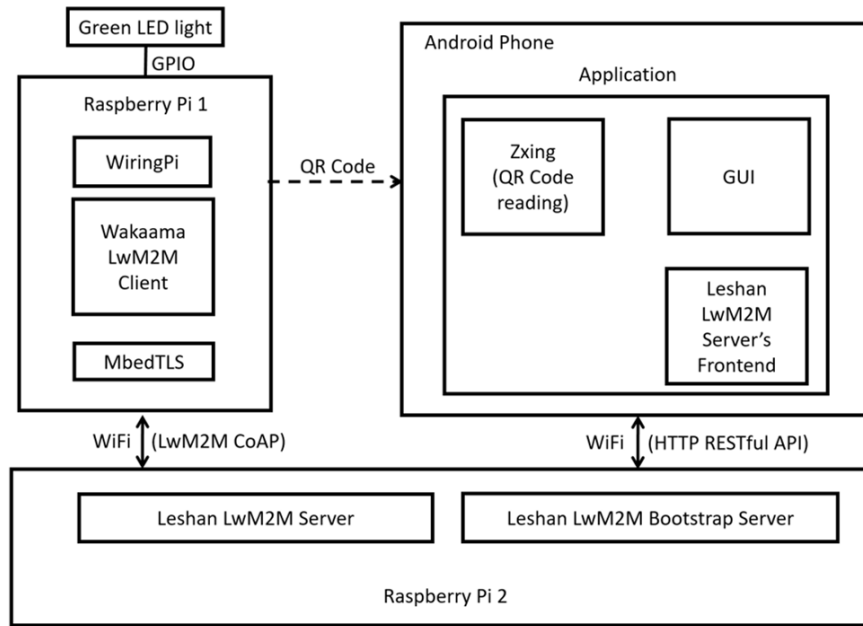 Green LED light
GPIO
Raspberry Pi 1
WiringPi
Wakaama
LwM2M
Client
MbedTLS
QR Code
Android Phone
Application
Zxing
(QR Code
reading)
GUI
Leshan
LwM2M
Server's
Frontend
WiFi (LwM2M CoAP)
WiFi (HTTP RESTful API)
Leshan LwM2M Server
Leshan LwM2M Bootstrap Server
Raspberry Pi 2